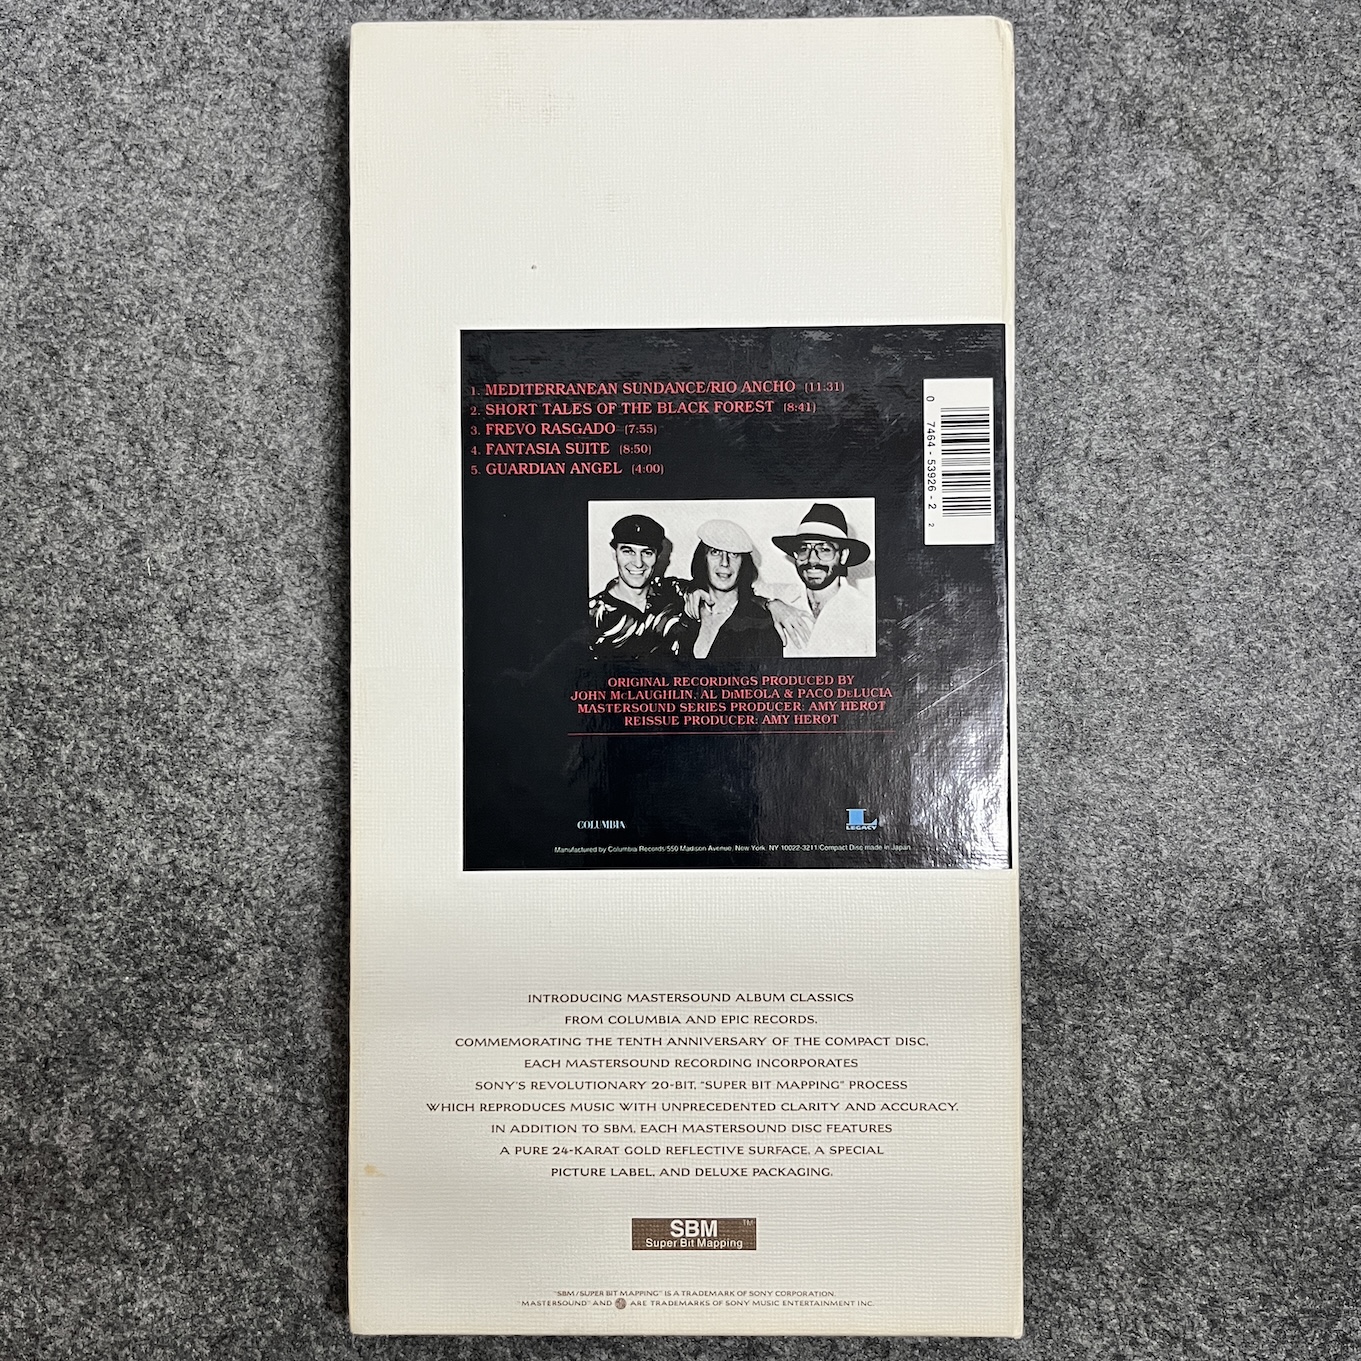 1. MEDITERRANEAN SUNDANCE/RIO ANCHO (11:31)
2. SHORT TALES OF THE BLACK FOREST (8:41)
3. FREVO RASGADO (7:55)
4. FANTASIA SUITE (8:50)
5. GUARDIAN ANGEL (4:00)
0 7464-53926-2 2
ORIGINAL RECORDINGS PRODUCED BY
JOHN McLAUGHLIN, AL DiMEOLA & PACO DeLUCIA
MASTERSOUND SERIES PRODUCER: AMY HEROT
REISSUE PRODUCER: AMY HEROT
COLUMBIA
L
LEGACY
Manufactured by Columbia Records/550 Madison Avenue, New York, NY 10022-3211/Compact Disc made in Japan
INTRODUCING MASTERSOUND ALBUM CLASSICS
FROM COLUMBIA AND EPIC RECORDS.
COMMEMORATING THE TENTH ANNIVERSARY OF THE COMPACT DISC,
EACH MASTERSOUND RECORDING INCORPORATES
SONY'S REVOLUTIONARY 20-BIT, "SUPER BIT MAPPING" PROCESS
WHICH REPRODUCES MUSIC WITH UNPRECEDENTED CLARITY AND ACCURACY.
IN ADDITION TO SBM, EACH MASTERSOUND DISC FEATURES
A PURE 24-KARAT GOLD REFLECTIVE SURFACE, A SPECIAL
PICTURE LABEL, AND DELUXE PACKAGING.
SBM TM
Super Bit Mapping
"SBM/SUPER BIT MAPPING" IS A TRADEMARK OF SONY CORPORATION.
"MASTERSOUND" AND ARE TRADEMARKS OF SONY MUSIC ENTERTAINMENT INC.